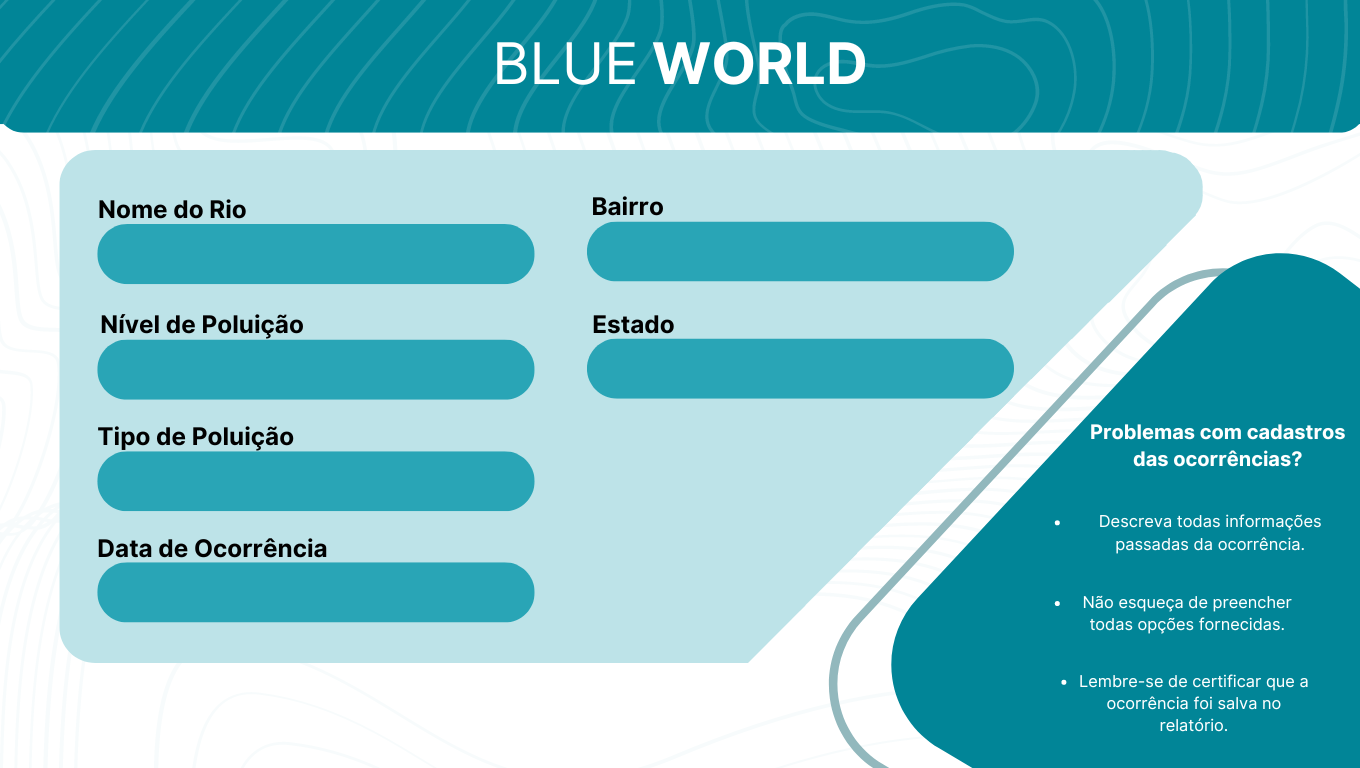 BLUE WORLD
Nome do Rio
Bairro
Nível de Poluição
Estado
Tipo de Poluição
Data de Ocorrência
Problemas com cadastros
das ocorrências?
• Descreva todas informações
passadas da ocorrência.
• Não esqueça de preencher
todas opções fornecidas.
• Lembre-se de certificar que a
ocorrência foi salva no
relatório.